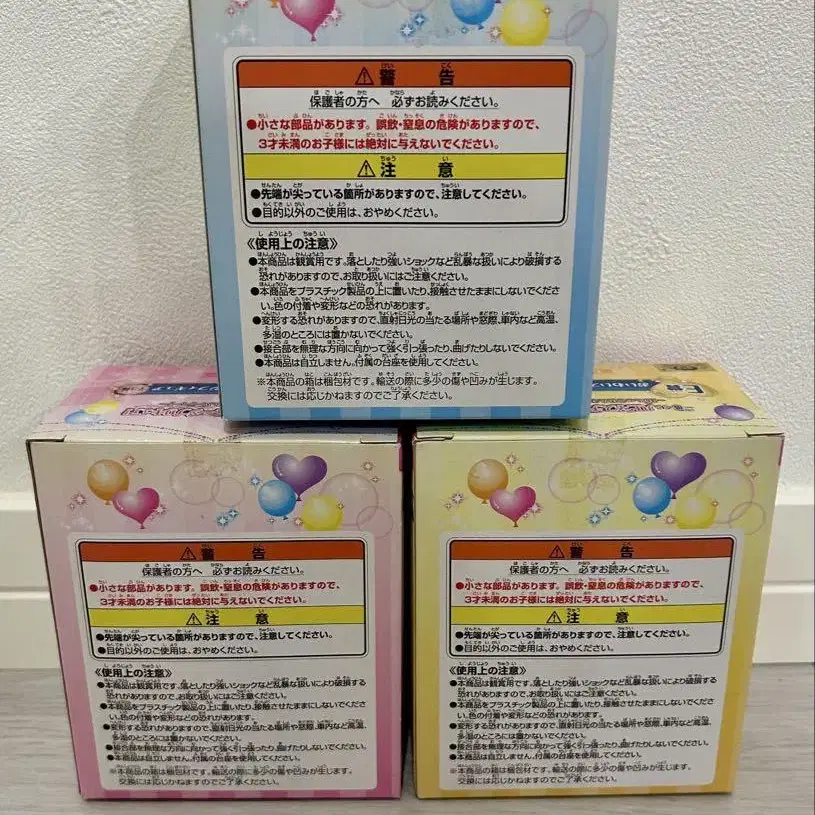 ⚠警告
保護者の方へ 必ずお読みください。
●小さな部品があります。誤飲・窒息の危険がありますので、
3才未満のお子様には絶対に与えないでください。
⚠注意
●先端が尖っている箇所がありますので、注意してください。
●目的以外のご使用は、おやめください。
《使用上の注意》
●本商品は観賞用です。落としたり強いショックなど乱暴な扱いにより破損する
恐れがありますので、お取り扱いにはご注意ください。
●本商品をプラスチック製品の上に置いたり、接触させたままにしないでくださ
い。色の付着や変形などの恐れがあります。
●変形する恐れがありますので、直射日光の当たる場所や窓際、車内など高温、
多湿のところには置かないでください。
●接合部を無理な方向に向かって強く引っ張ったり、曲げたりしないでください。
●本商品は自立しません。付属の台座を使用してください。
※本商品の箱は梱包材です。輸送の際に多少の傷や凹みが生じます。
交換には応じかねますのでご了承ください。
⚠警告
保護者の方へ 必ずお読みください。
●小さな部品があります。誤飲・窒息の危険がありますので、
3才未満のお子様には絶対に与えないでください。
⚠注意
●先端が尖っている箇所がありますので、注意してください。
●目的以外のご使用は、おやめください。
《使用上の注意》
●本商品は観賞用です。落としたり強いショックなど乱暴な扱いにより破損する
恐れがありますので、お取り扱いにはご注意ください。
●本商品をプラスチック製品の上に置いたり、接触させたままにしないでくださ
い。色の付着や変形などの恐れがあります。
●変形する恐れがありますので、直射日光の当たる場所や窓際、車内など高温、
多湿のところには置かないでください。
●接合部を無理な方向に向かって強く引っ張ったり、曲げたりしないでください。
●本商品は自立しません。付属の台座を使用してください。
※本商品の箱は梱包材です。輸送の際に多少の傷や凹みが生じます。
交換には応じかねますのでご了承ください。
E賞
⚠警告
保護者の方へ 必ずお読みください。
●小さな部品があります。誤飲・窒息の危険がありますので、
3才未満のお子様には絶対に与えないでください。
⚠注意
●先端が尖っている箇所がありますので、注意してください。
●目的以外のご使用は、おやめください。
《使用上の注意》
●本商品は観賞用です。落としたり強いショックなど乱暴な扱いにより破損する
恐れがありますので、お取り扱いにはご注意ください。
●本商品をプラスチック製品の上に置いたり、接触させたままにしないでくださ
い。色の付着や変形などの恐れがあります。
●変形する恐れがありますので、直射日光の当たる場所や窓際、車内など高温、
多湿のところには置かないでください。
●接合部を無理な方向に向かって強く引っ張ったり、曲げたりしないでください。
●本商品は自立しません。付属の台座を使用してください。
※本商品の箱は梱包材です。輸送の際に多少の傷や凹みが生じます。
交換には応じかねますのでご了承ください。